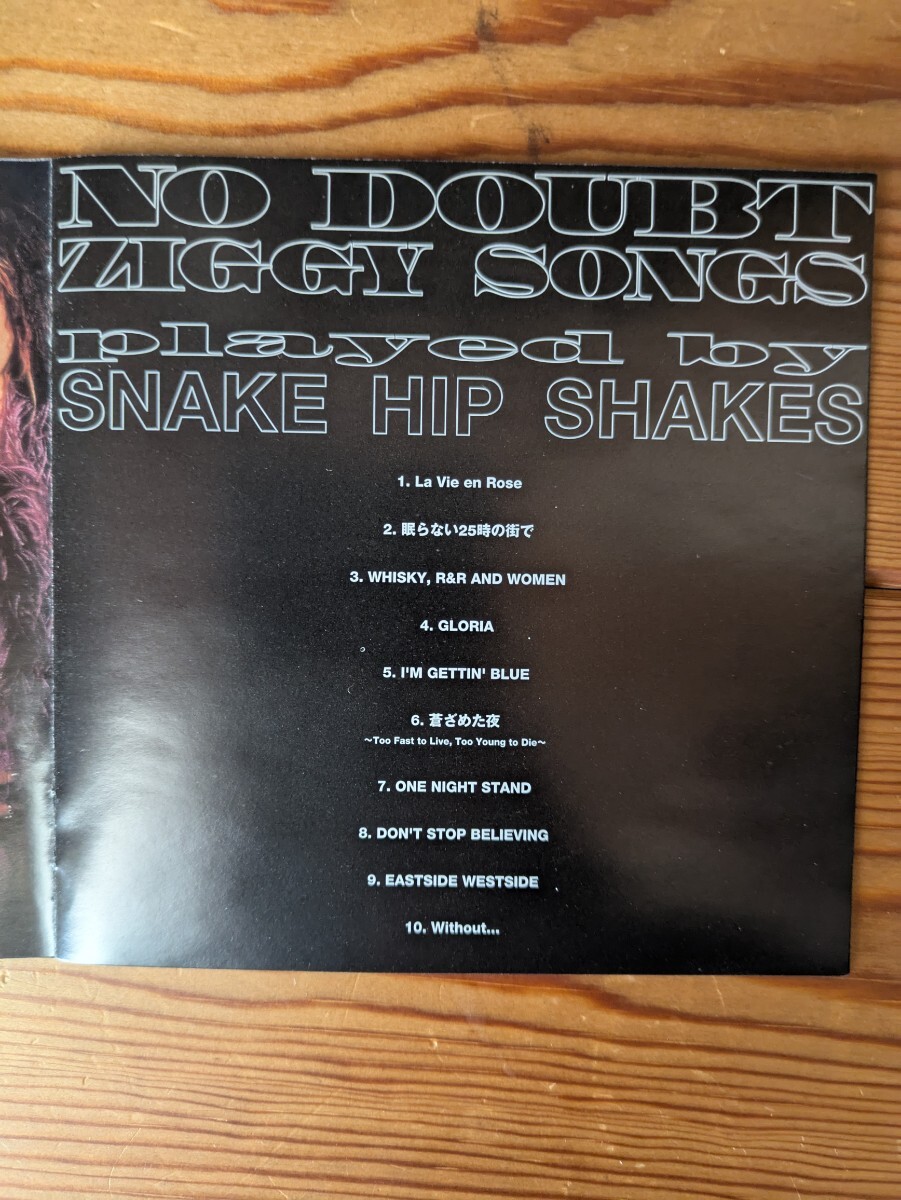 NO DOUBT
ZIGGY SONGS
played by
SNAKE HIP SHAKES
1. La Vie en Rose
2. 眠らない25時の街で
3. WHISKY, R&R AND WOMEN
4. GLORIA
5. I'M GETTIN' BLUE
6. 蒼ざめた夜
～Too Fast to Live, Too Young to Die～
7. ONE NIGHT STAND
8. DON'T STOP BELIEVING
9. EASTSIDE WESTSIDE
10. Without...